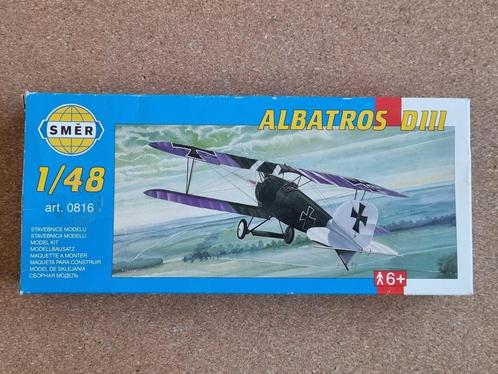 SMĚR
ALBATROS DIII
1/48
art. 0816
STAVEBNICE MODELU
STAVEBNICA MODELU
MODEL KIT
MODELLBAUSATZ
MAQUETTE A MONTER
MAQUETA PARA CONSTRUIR
MODEL DE SKLEJANIA
СБОРНАЯ МОДЕЛЬ
6+